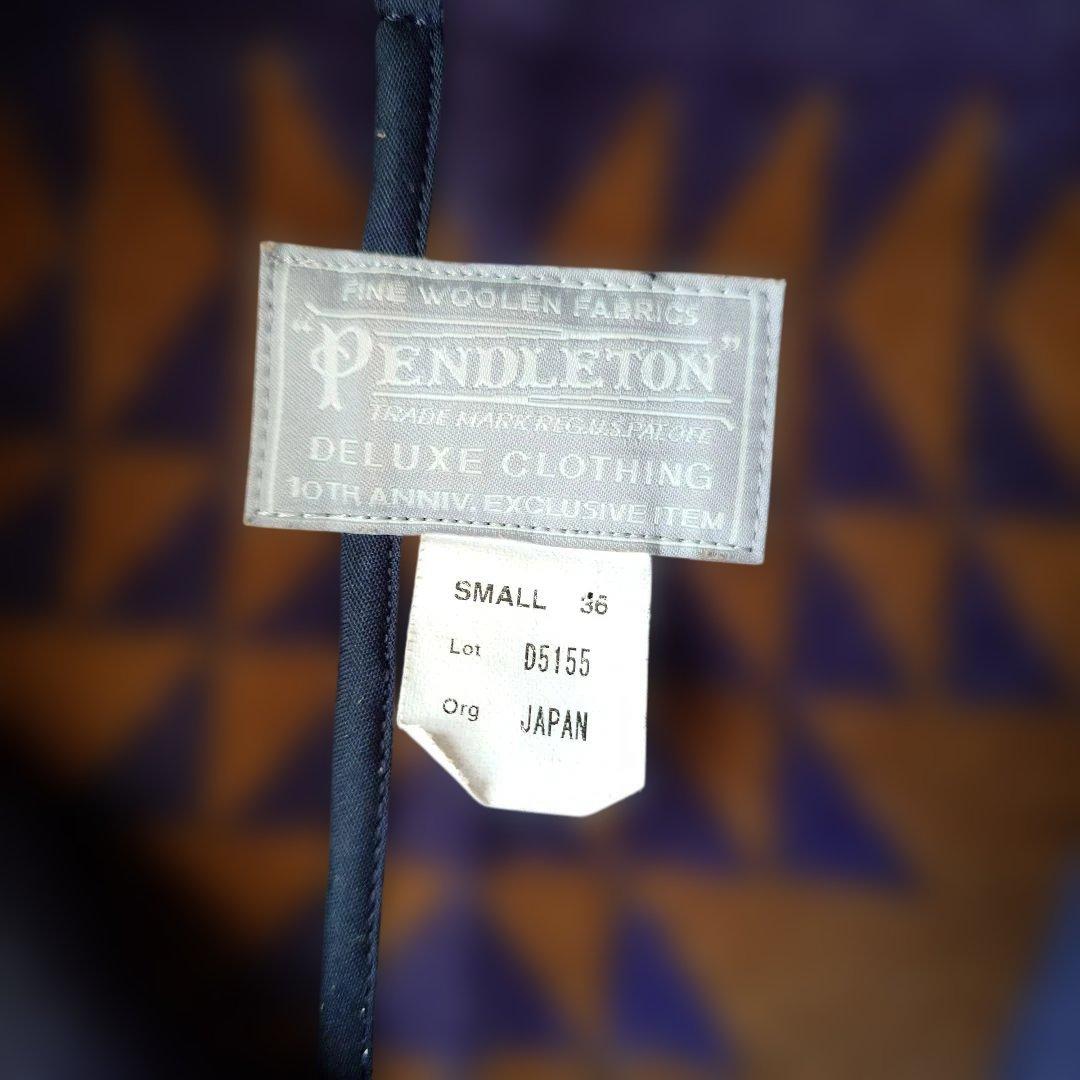 FINE WOOLEN FABRICS
"PENDLETON"
TRADE MARK REG.U.S.PAT.OFF.
DELUXE CLOTHING
10TH ANNIV. EXCLUSIVE ITEM
SMALL 36
Lot D5155
Org JAPAN